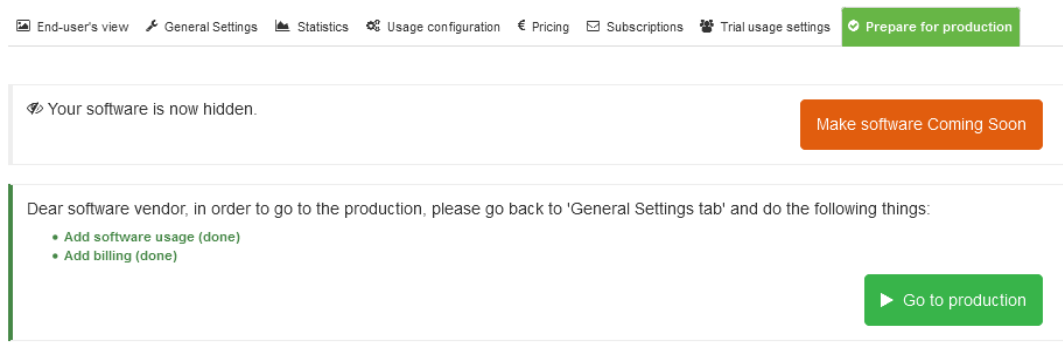 End-user's view General Settings Statistics Usage configuration € Pricing Subscriptions Trial usage settings Prepare for production
Your software is now hidden.
Make software Coming Soon
Dear software vendor, in order to go to the production, please go back to 'General Settings tab' and do the following things:
• Add software usage (done)
• Add billing (done)
Go to production